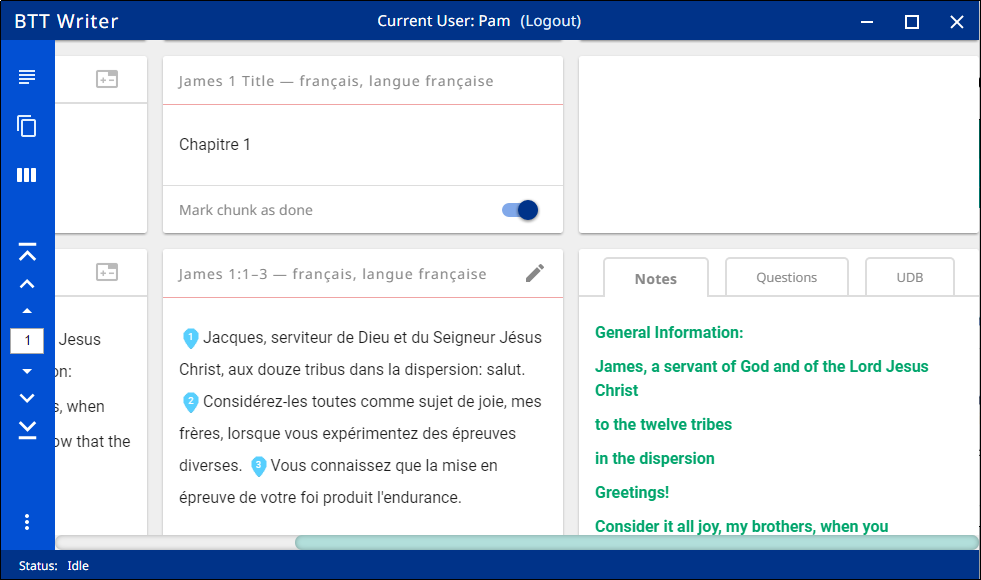 BTT Writer
Current User: Pam (Logout)
James 1 Title — français, langue française
Chapitre 1
Mark chunk as done
1
Jesus
on:
s, when
ow that the
James 1:1–3 — français, langue française
1 Jacques, serviteur de Dieu et du Seigneur Jésus
Christ, aux douze tribus dans la dispersion: salut.
2 Considérez-les toutes comme sujet de joie, mes
frères, lorsque vous expérimentez des épreuves
diverses. 3 Vous connaissez que la mise en
épreuve de votre foi produit l'endurance.
Notes
Questions
UDB
General Information:
James, a servant of God and of the Lord Jesus
Christ
to the twelve tribes
in the dispersion
Greetings!
Consider it all joy, my brothers, when you
Status: Idle